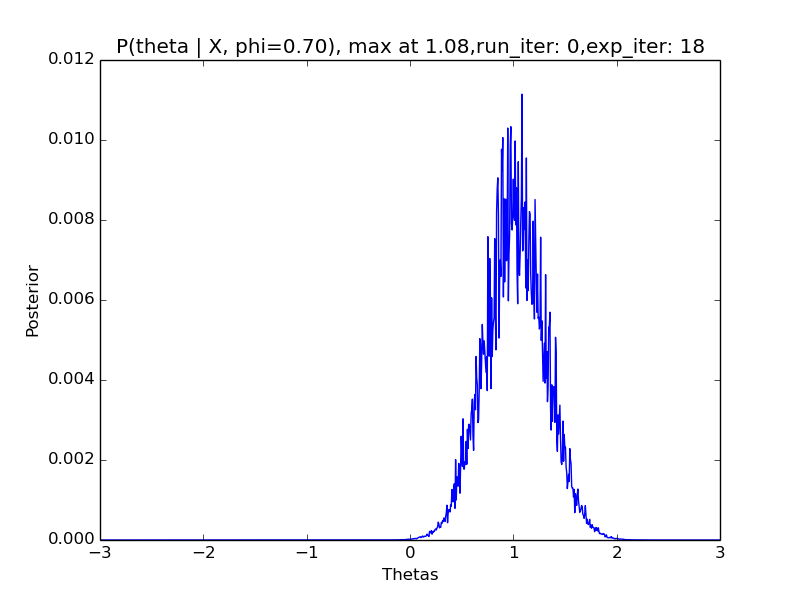 P(theta | X, phi=0.70), max at 1.08,run_iter: 0,exp_iter: 18
0.012
0.010
0.008
0.006
0.004
0.002
0.000
Posterior
−3 −2 −1 0 1 2 3
Thetas